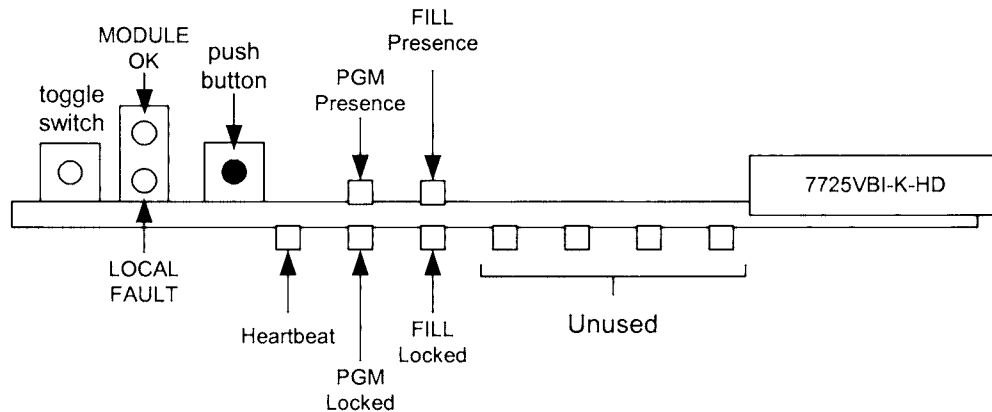 MODULE
OK
toggle
switch
push
button
PGM
Presence
FILL
Presence
7725VBI-K-HD
LOCAL
FAULT
Heartbeat
PGM
Locked
FILL
Locked
Unused